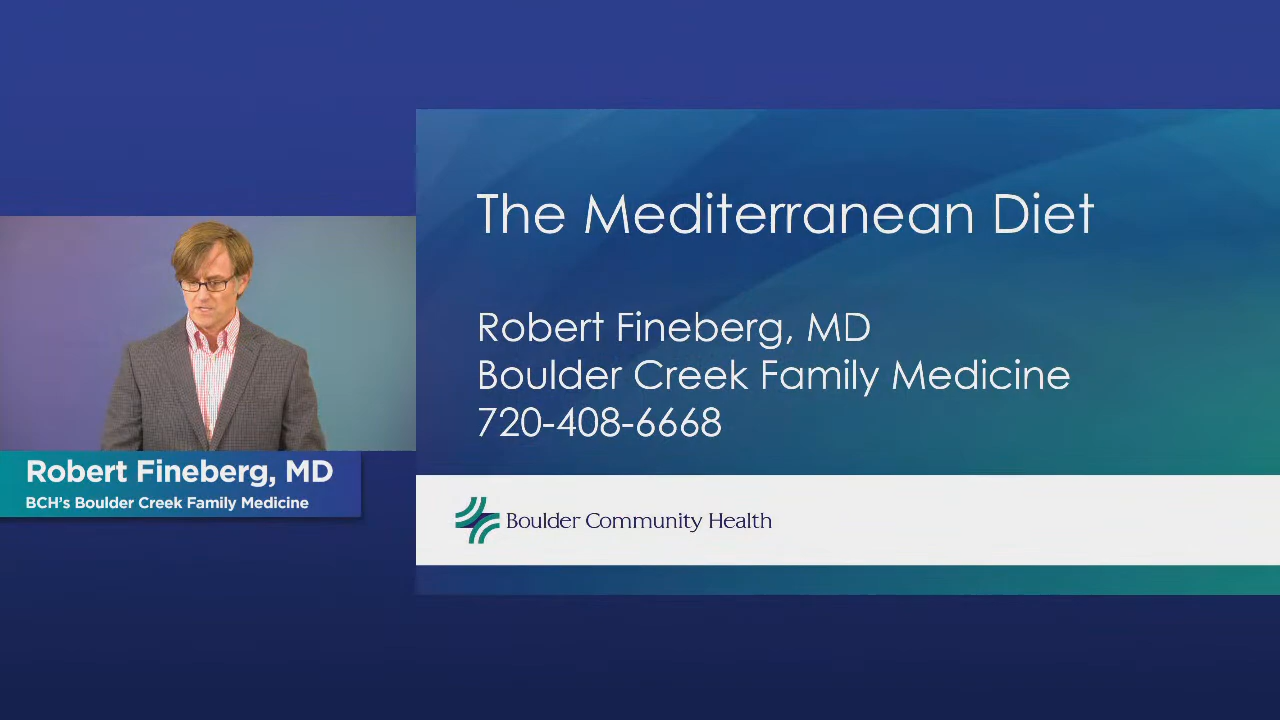 The Mediterranean Diet
Robert Fineberg, MD
Boulder Creek Family Medicine
720-408-6668
Robert Fineberg, MD
BCH's Boulder Creek Family Medicine
Boulder Community Health